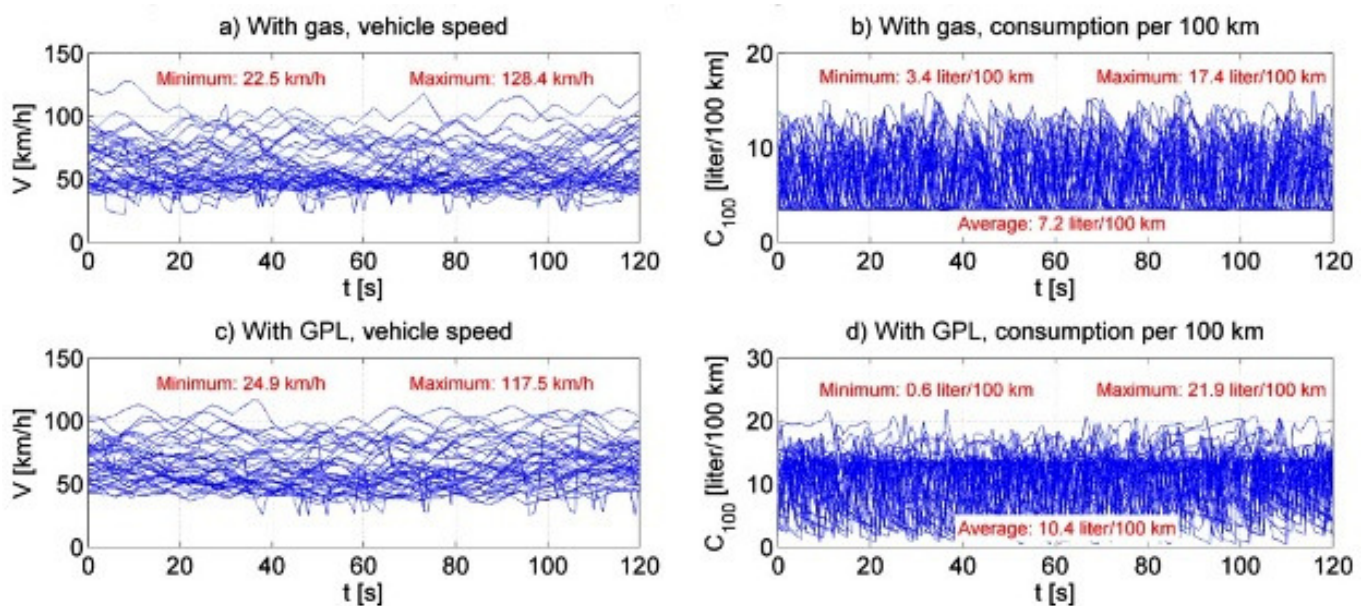 a) With gas, vehicle speed
Minimum: 22.5 km/h
Maximum: 128.4 km/h
V [km/h]
150
100
50
0
0 20 40 60 80 100 120
t [s]
b) With gas, consumption per 100 km
Minimum: 3.4 liter/100 km
Maximum: 17.4 liter/100 km
C100 [liter/100 km]
20
10
0
Average: 7.2 liter/100 km
0 20 40 60 80 100 120
t [s]
c) With GPL, vehicle speed
Minimum: 24.9 km/h
Maximum: 117.5 km/h
V [km/h]
150
100
50
0
0 20 40 60 80 100 120
t [s]
d) With GPL, consumption per 100 km
Minimum: 0.6 liter/100 km
Maximum: 21.9 liter/100 km
C100 [liter/100 km]
30
20
10
0
Average: 10.4 liter/100 km
0 20 40 60 80 100 120
t [s]